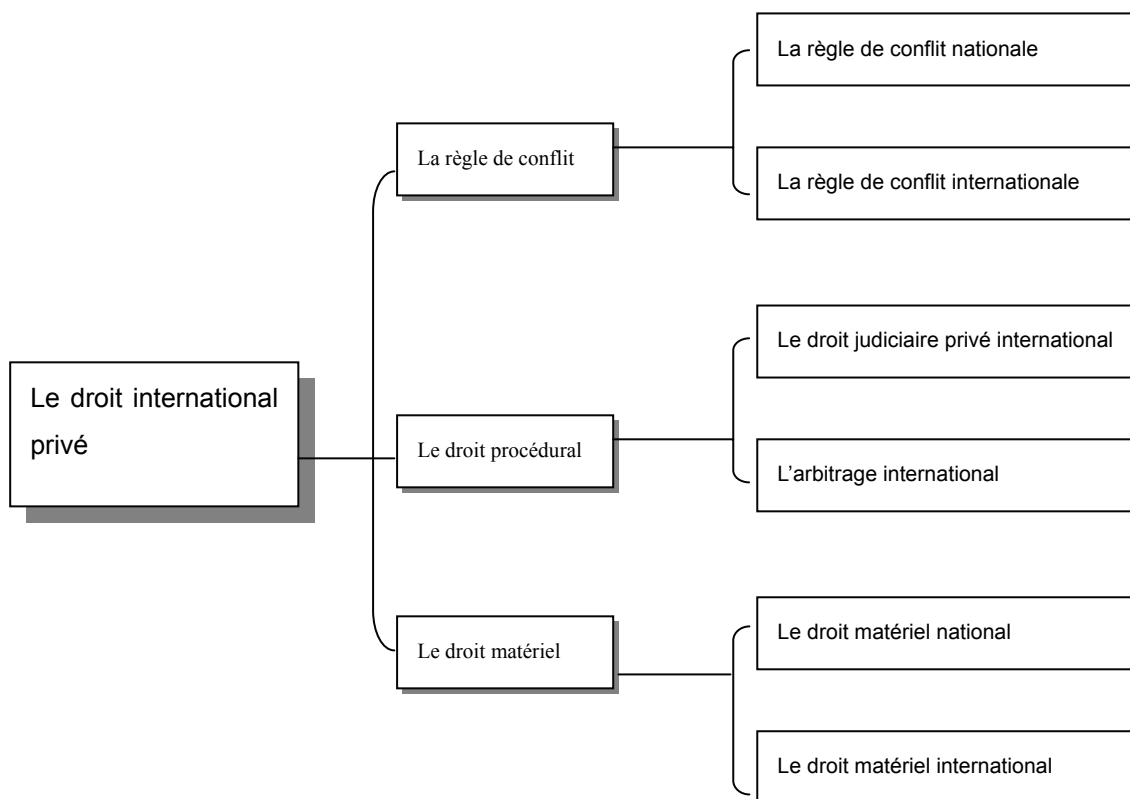 La règle de conflit nationale
La règle de conflit
La règle de conflit internationale
Le droit judiciaire privé international
Le droit international
privé
Le droit procédural
L'arbitrage international
Le droit matériel national
Le droit matériel
Le droit matériel international